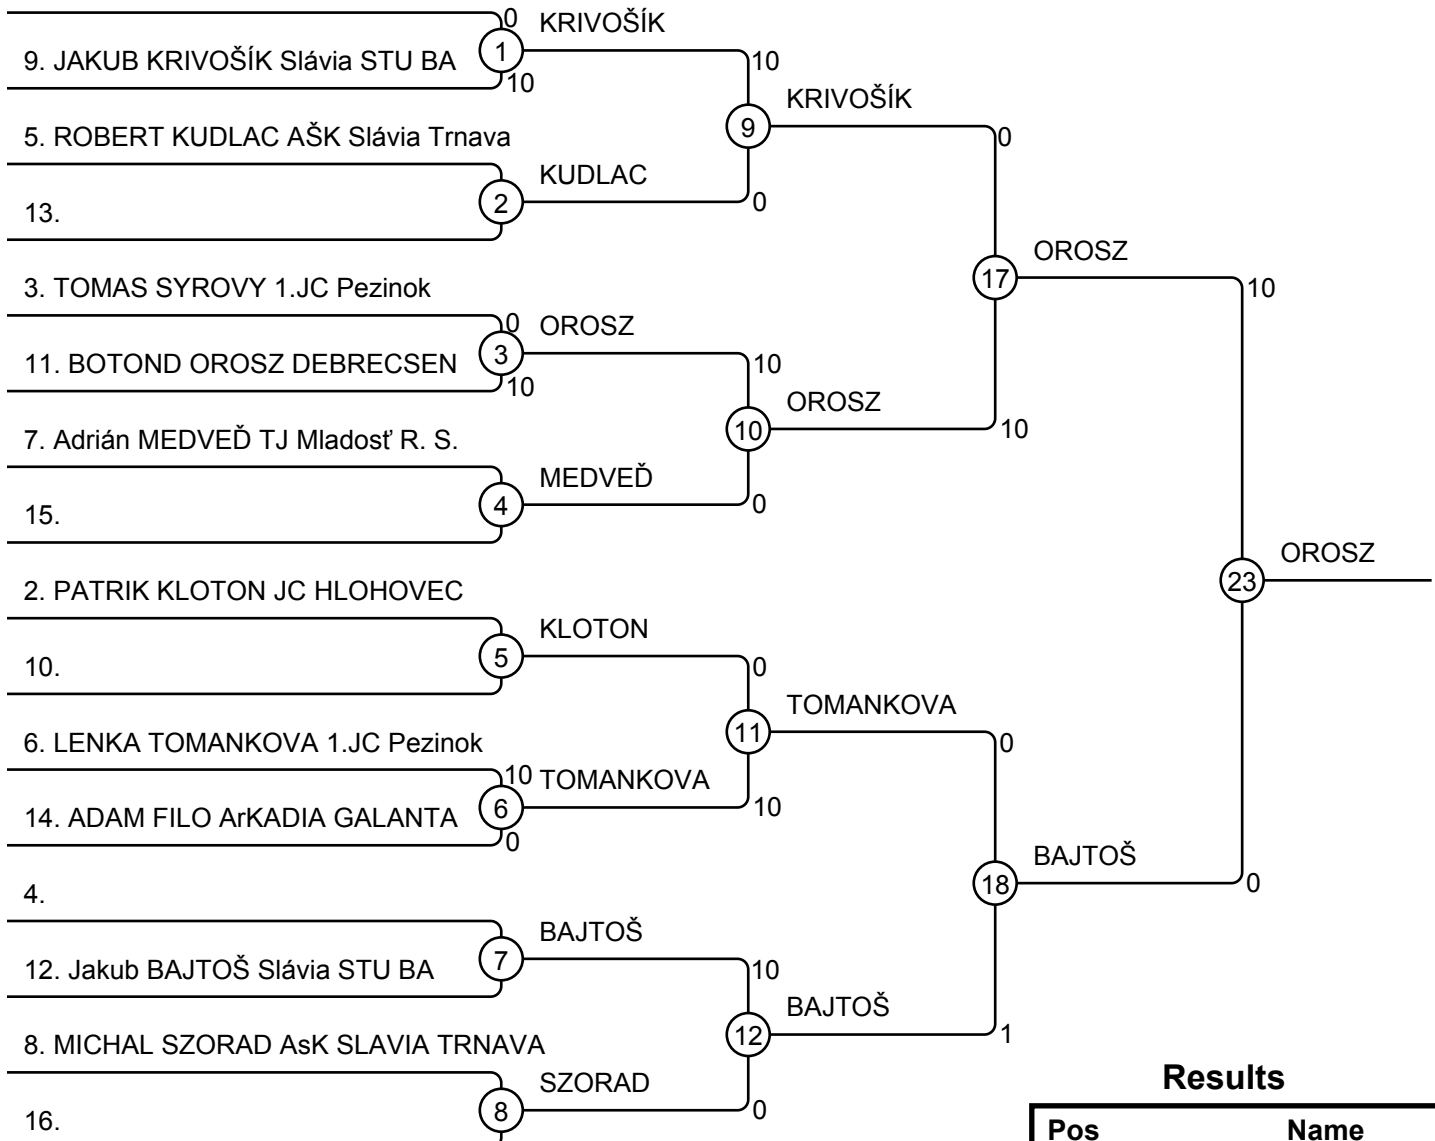 0 KRIVOŠÍK
9. JAKUB KRIVOŠÍK Slávia STU BA 1 10
10 KRIVOŠÍK
5. ROBERT KUDLAC AŠK Slávia Trnava 9 0
KUDLAC
13. 2 0
OROSZ
17 10
3. TOMAS SYROVY 1.JC Pezinok
0 OROSZ
11. BOTOND OROSZ DEBRECSEN 3 10
10 OROSZ
7. Adrián MEDVEĎ TJ Mladosť R. S. 10 10
MEDVEĎ
15. 4 0
OROSZ
23
2. PATRIK KLOTON JC HLOHOVEC
KLOTON
10. 5 0
TOMANKOVA
6. LENKA TOMANKOVA 1.JC Pezinok 11 0
10 TOMANKOVA
14. ADAM FILO ArKADIA GALANTA 6 10
0
BAJTOŠ
4. 18 0
BAJTOŠ
12. Jakub BAJTOŠ Slávia STU BA 7 10
BAJTOŠ
8. MICHAL SZORAD AsK SLAVIA TRNAVA 12 1
SZORAD
16. 8 0
Results
Pos Name